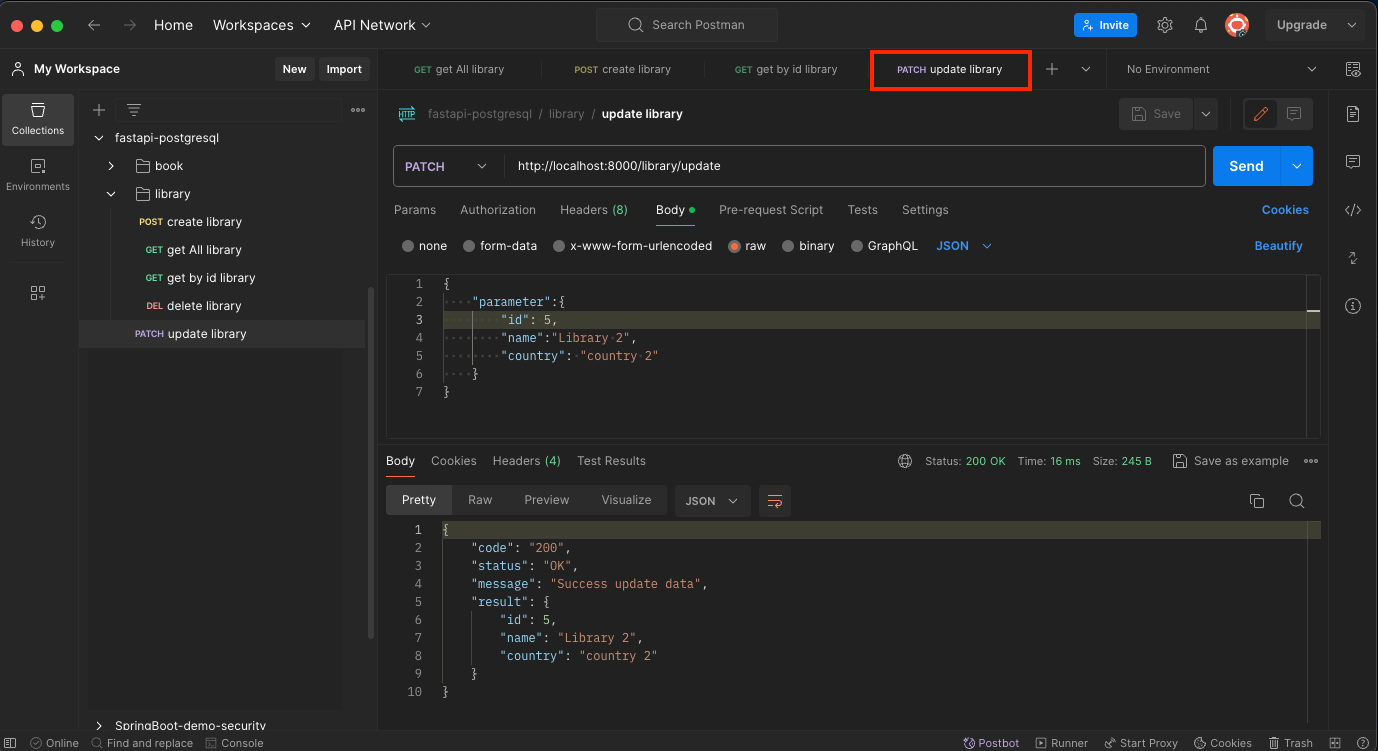 Home Workspaces API Network Search Postman Invite Upgrade
My Workspace New Import GET get All library POST create library GET get by id library PATCH update library No Environment
Collections
Environments
History
fastapi-postgresql
book
library
POST create library
GET get All library
GET get by id library
DEL delete library
PATCH update library
SpringBoot-demo-security
HTTP fastapi-postgresql / library / update library Save
PATCH http://localhost:8000/library/update Send
Params Authorization Headers (8) Body Pre-request Script Tests Settings Cookies
none form-data x-www-form-urlencoded raw binary GraphQL JSON Beautify
1 {
2 "parameter":{
3 "id": 5,
4 "name":"Library 2",
5 "country": "country 2"
6 }
7 }
Body Cookies Headers (4) Test Results Status: 200 OK Time: 16 ms Size: 245 B Save as example
Pretty Raw Preview Visualize JSON
1 {
2 "code": "200",
3 "status": "OK",
4 "message": "Success update data",
5 "result": {
6 "id": 5,
7 "name": "Library 2",
8 "country": "country 2"
9 }
10 }
Online Find and replace Console Postbot Runner Start Proxy Cookies Trash